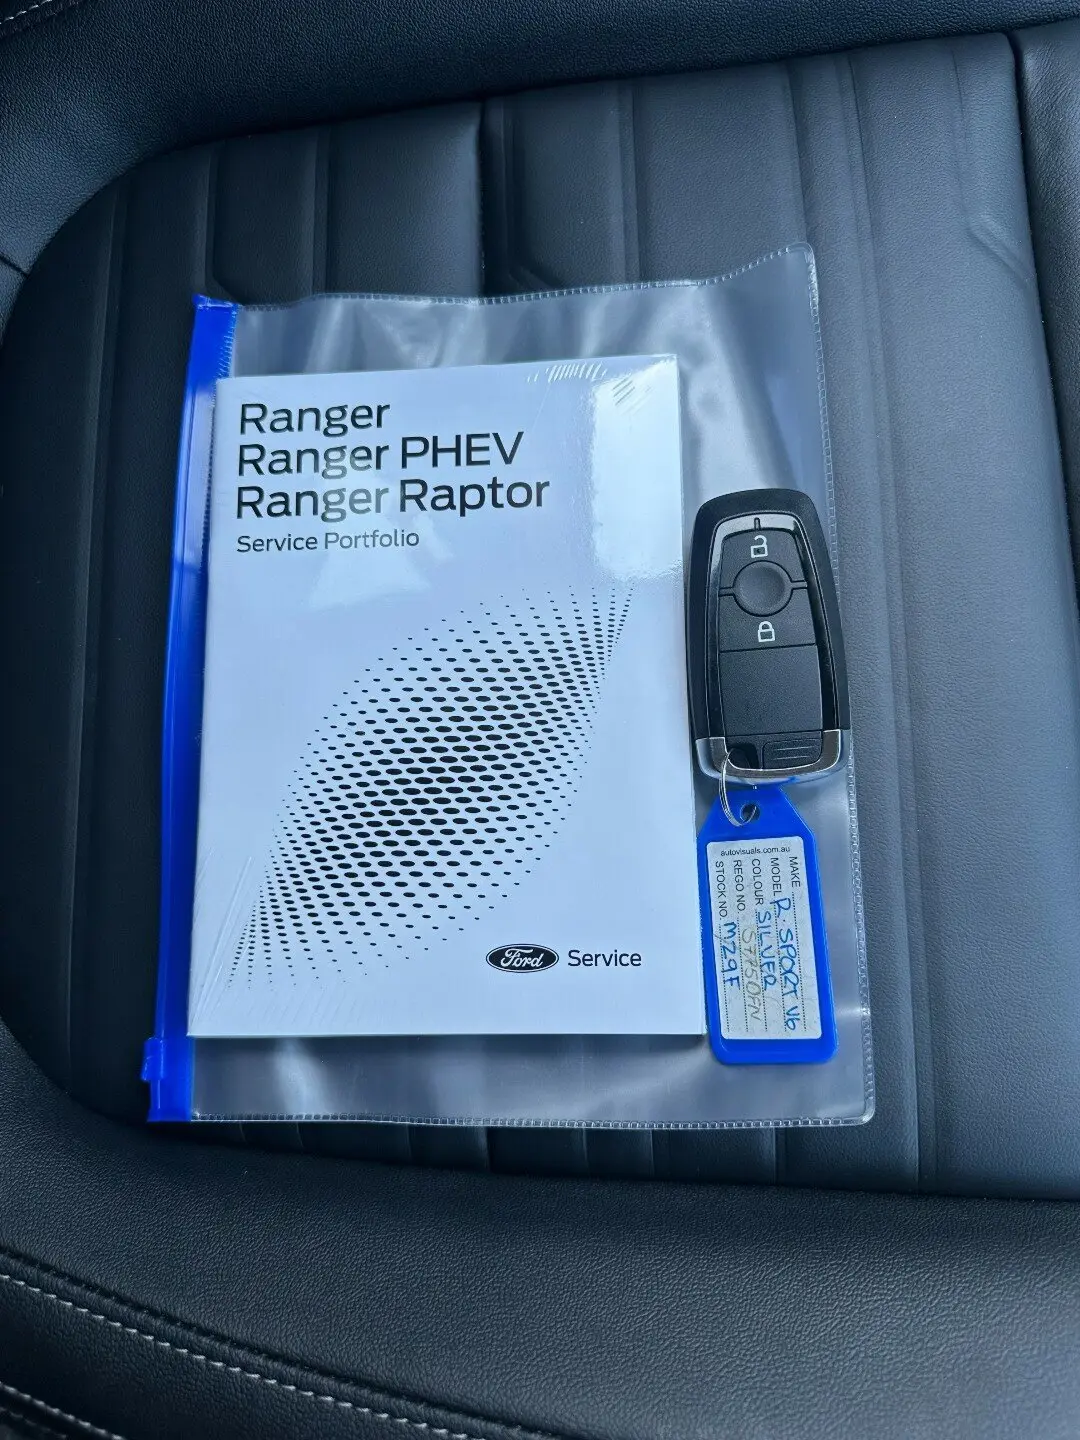 Ranger
Ranger PHEV
Ranger Raptor
Service Portfolio
Ford Service
autovisuals.com.au
MAKE
MODEL R. SPORT V6
COLOUR SILVER
REGO NO.
STOCK NO. MZ9F